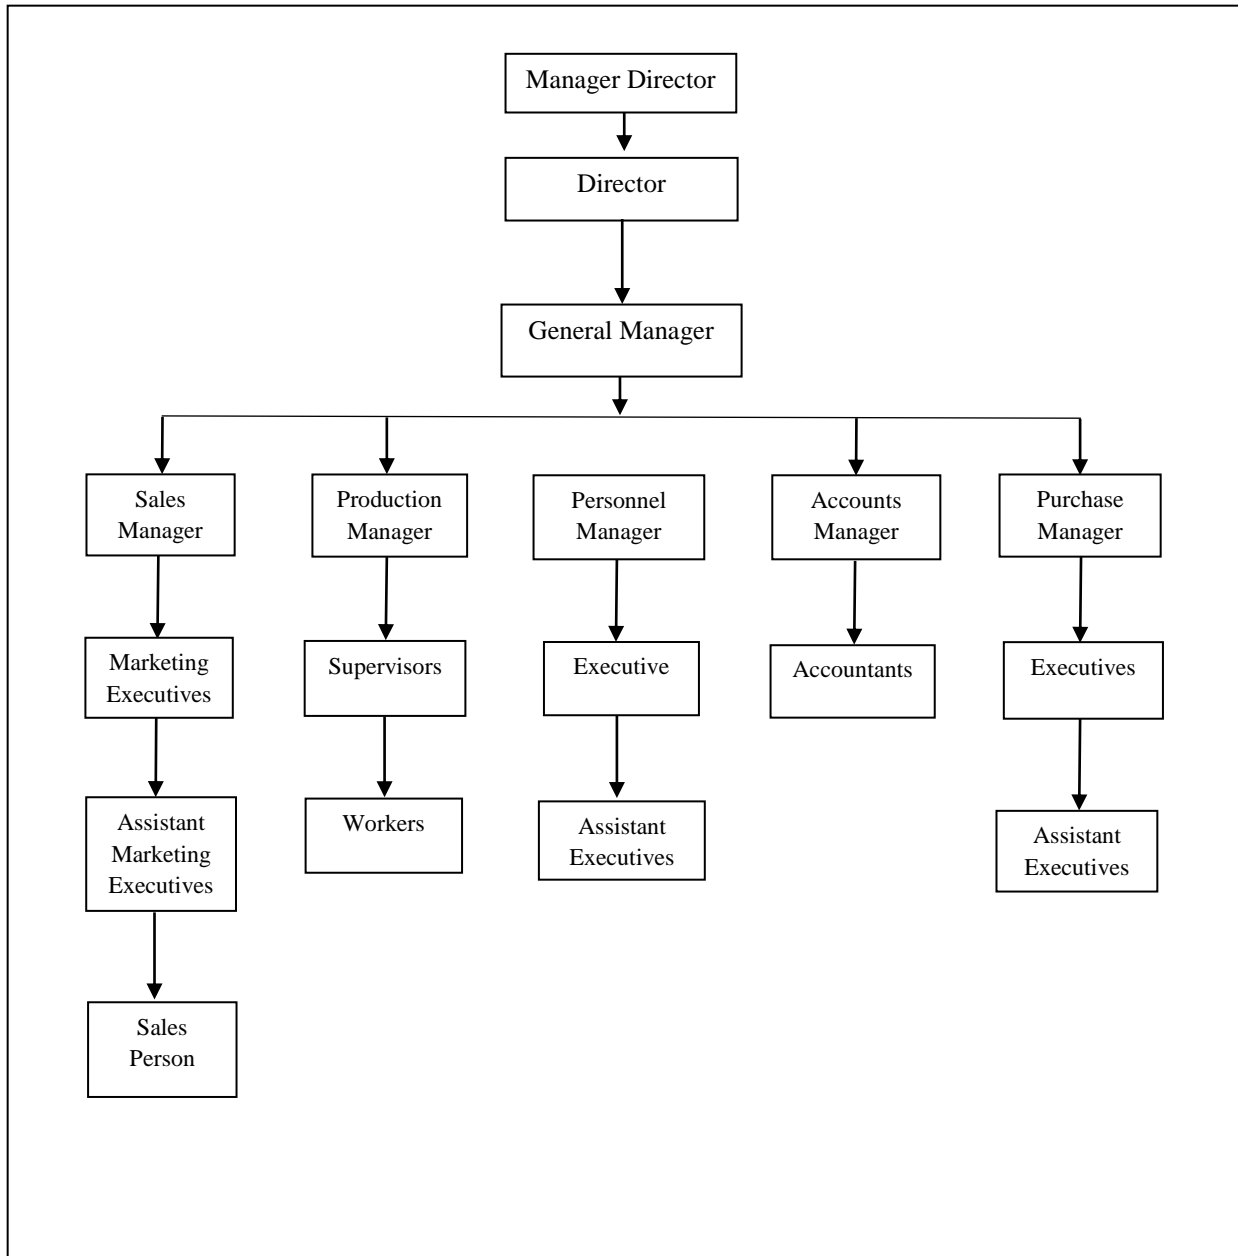 Manager Director
Director
General Manager
Sales
Manager
Production
Manager
Personnel
Manager
Accounts
Manager
Purchase
Manager
Marketing
Executives
Supervisors
Executive
Accountants
Executives
Assistant
Marketing
Executives
Workers
Assistant
Executives
Assistant
Executives
Sales
Person